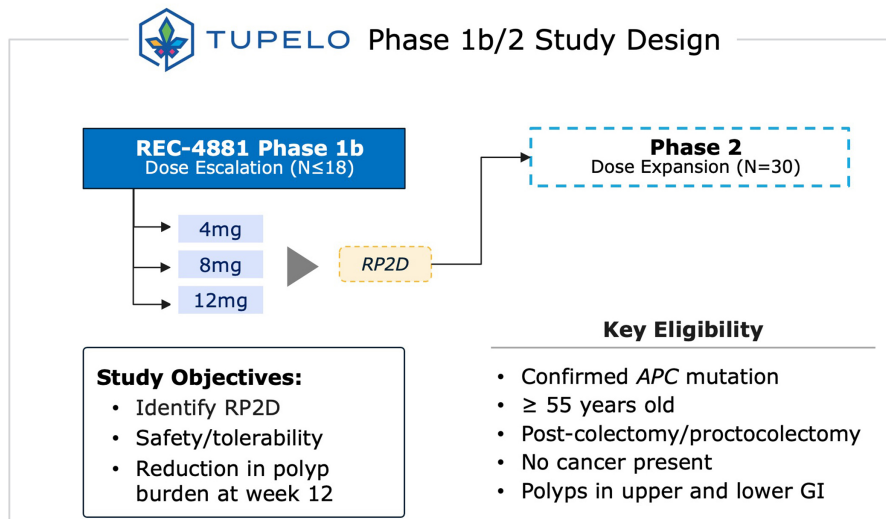 TUPELO Phase 1b/2 Study Design
REC-4881 Phase 1b
Dose Escalation (N≤18)
Phase 2
Dose Expansion (N=30)
4mg
8mg
12mg
RP2D
Study Objectives:
• Identify RP2D
• Safety/tolerability
• Reduction in polyp
burden at week 12
Key Eligibility
• Confirmed APC mutation
• ≥ 55 years old
• Post-colectomy/proctocolectomy
• No cancer present
• Polyps in upper and lower GI